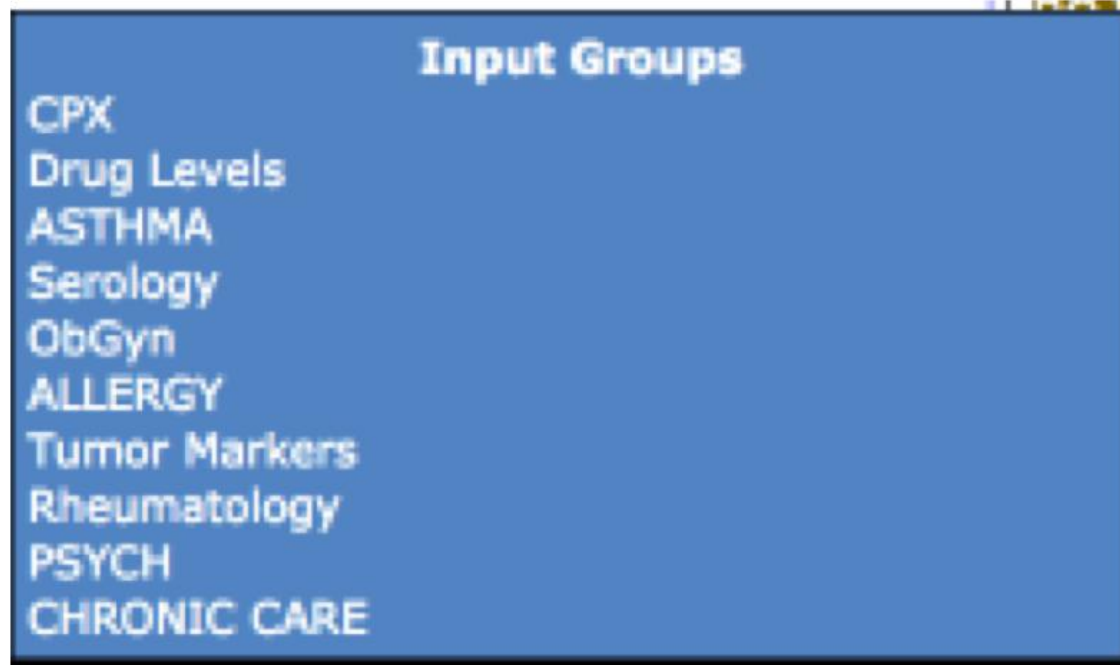 Input Groups
CPX
Drug Levels
ASTHMA
Serology
ObGyn
ALLERGY
Tumor Markers
Rheumatology
PSYCH
CHRONIC CARE